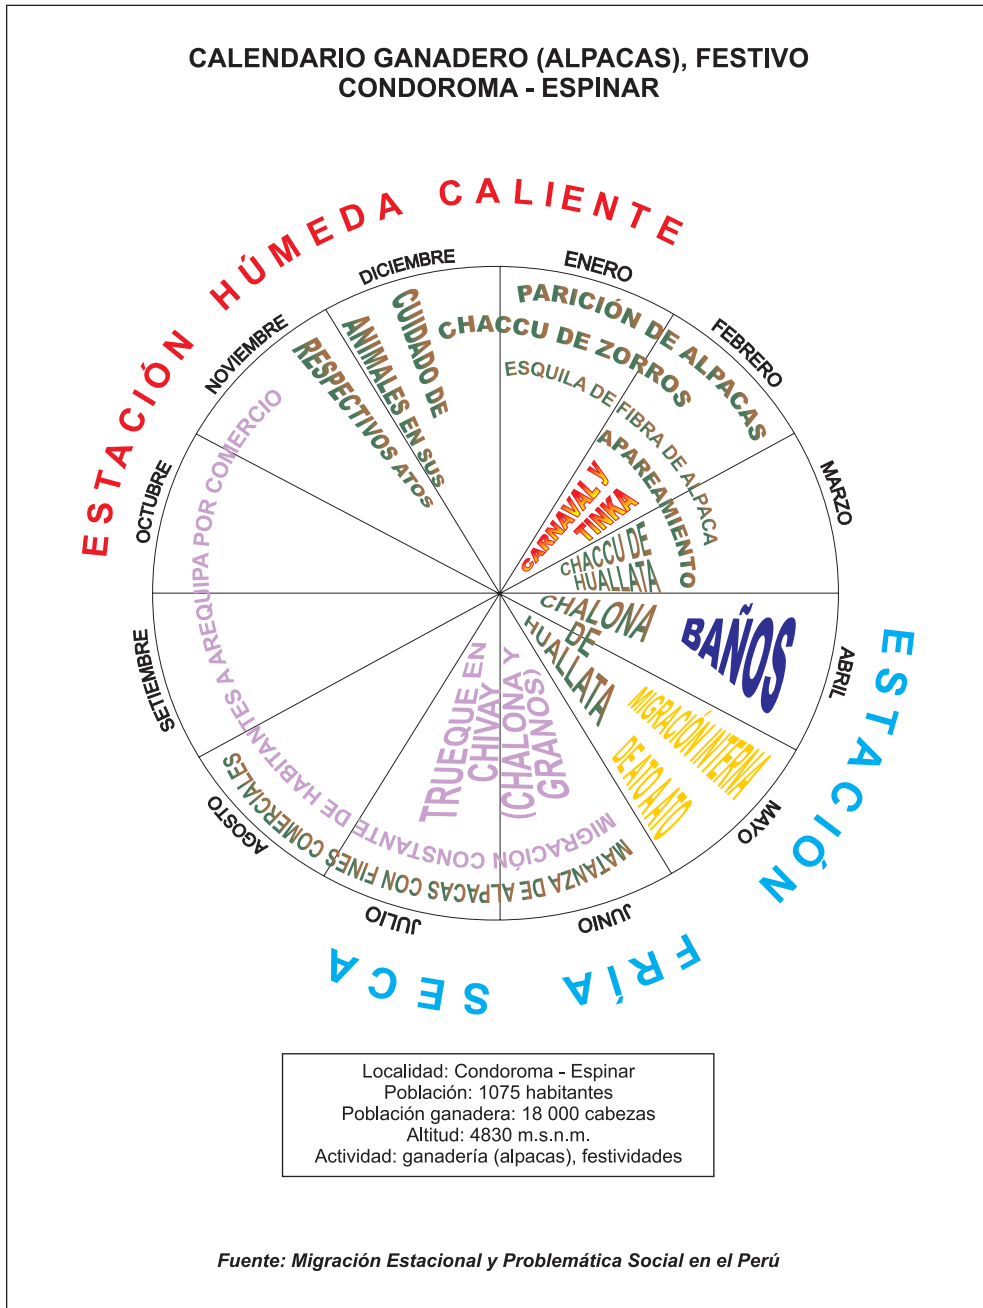 CALENDARIO GANADERO (ALPACAS), FESTIVO
CONDOROMA - ESPINAR
ESTACIÓN HÚMEDA CALIENTE
ENERO
FEBRERO
MARZO
ABRIL
MAYO
JUNIO
JULIO
AGOSTO
SETIEMBRE
OCTUBRE
NOVIEMBRE
DICIEMBRE
PARICIÓN DE ALPACAS
CHACCU DE ZORROS
ESQUILA DE FIBRA DE ALPACA
APAREAMIENTO
CARNAVAL y
TINKA
CHACCU DE
HUALLATA
CHALONA
DE
HUALLATA
BAÑOS
MIGRACIÓN INTERNA
DE ATO A ATO
TRUEQUE EN
CHIVAY
(CHALONA Y
GRANOS)
MATANZA DE ALPACAS CON FINES COMERCIALES
MIGRACIÓN CONSTANTE DE HABITANTES A AREQUIPA POR COMERCIO
CUIDADO DE
ANIMALES EN SUS
RESPECTIVOS ATOS
ESTACIÓN FRÍA SECA
Localidad: Condoroma - Espinar
Población: 1075 habitantes
Población ganadera: 18 000 cabezas
Altitud: 4830 m.s.n.m.
Actividad: ganadería (alpacas), festividades
Fuente: Migración Estacional y Problemática Social en el Perú